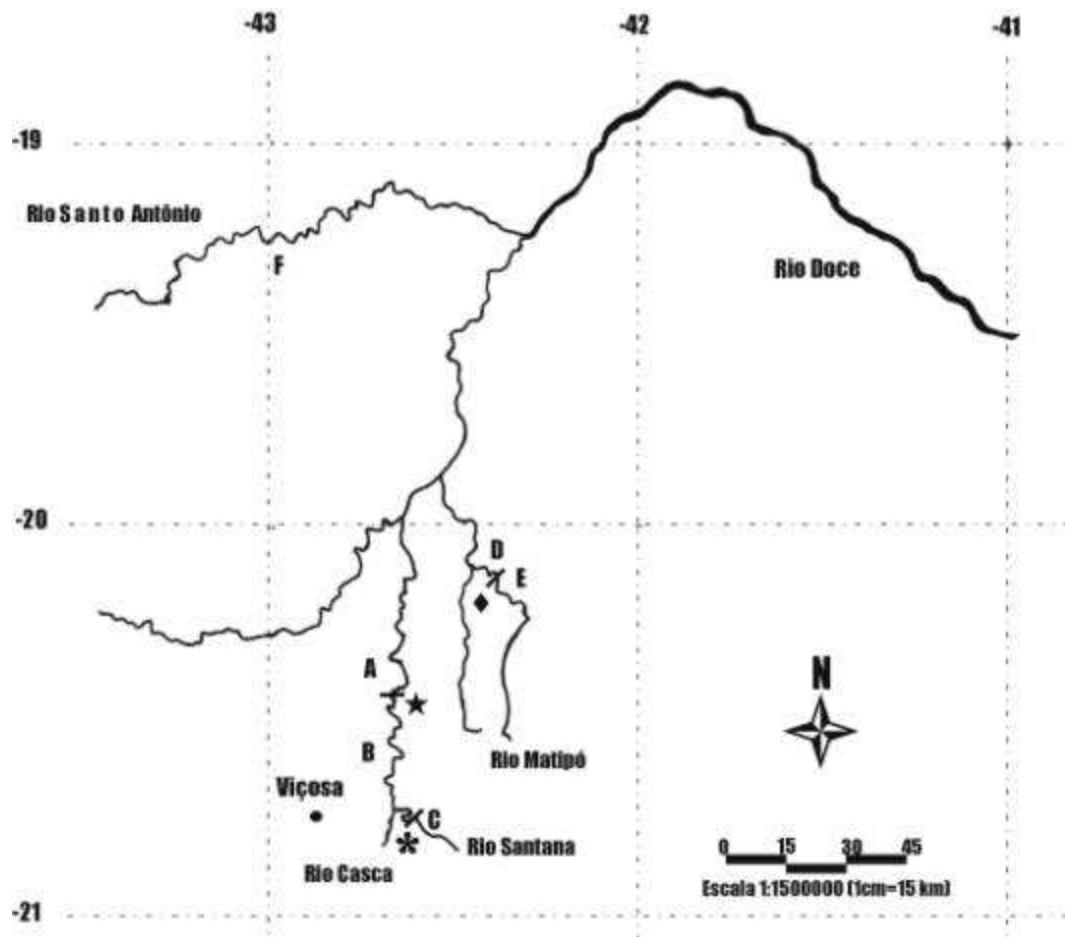 -43 -42 -41
-19
Rio Santo Antônio
F
Rio Doce
-20
D
E
A
N
B
Rio Matipó
Viçosa
C
Rio Santana
0 15 30 45
Rio Casca
Escala 1:1500000 (1cm=15 km)
-21